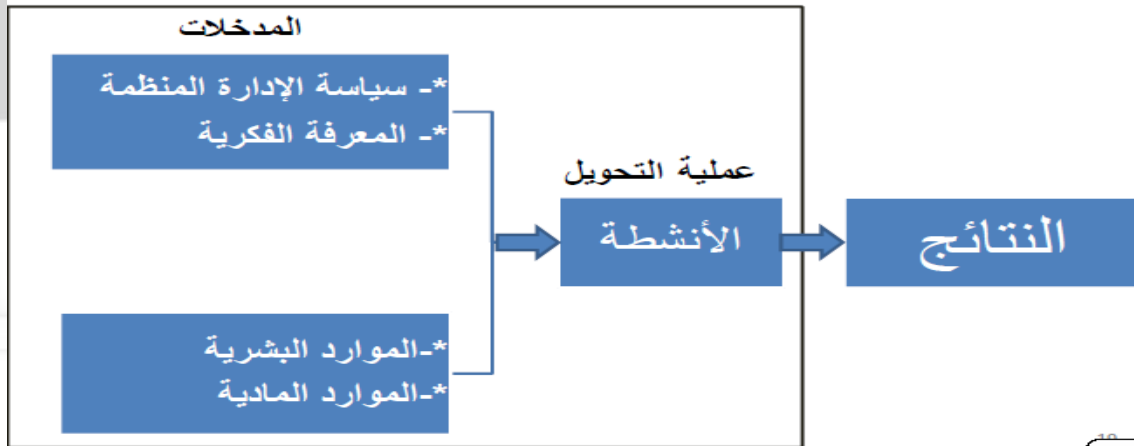 المدخلات
*- سياسة الإدارة المنظمة
*- المعرفة الفكرية
عملية التحويل
الأنشطة
النتائج
*-الموارد البشرية
*-الموارد المادية